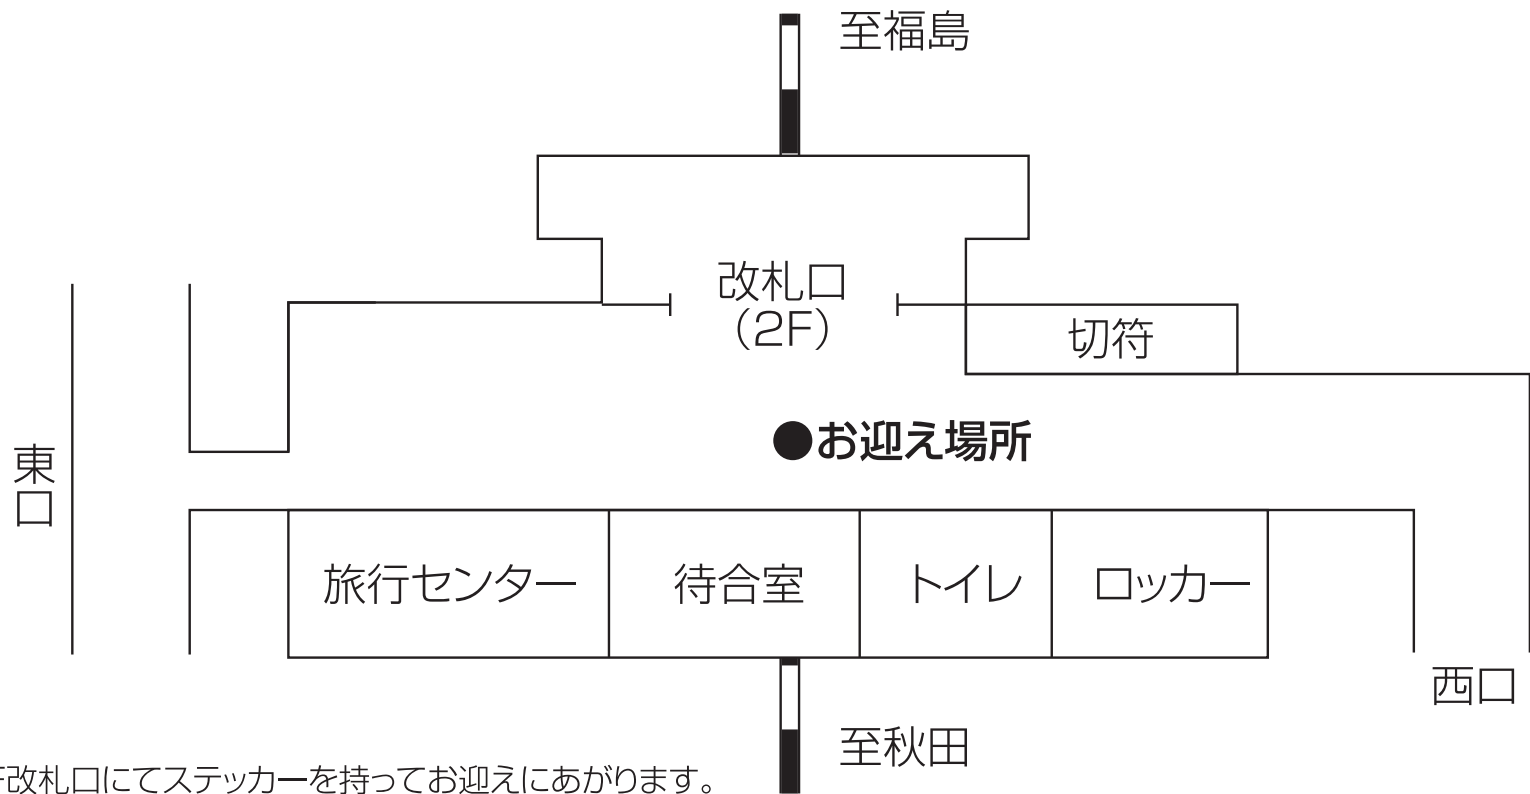 至福島
改札口
（2F）
切符
●お迎え場所
東口
旅行センター
待合室
トイレ
ロッカー
西口
至秋田
改札口にてステッカーを持ってお迎えにあがります。